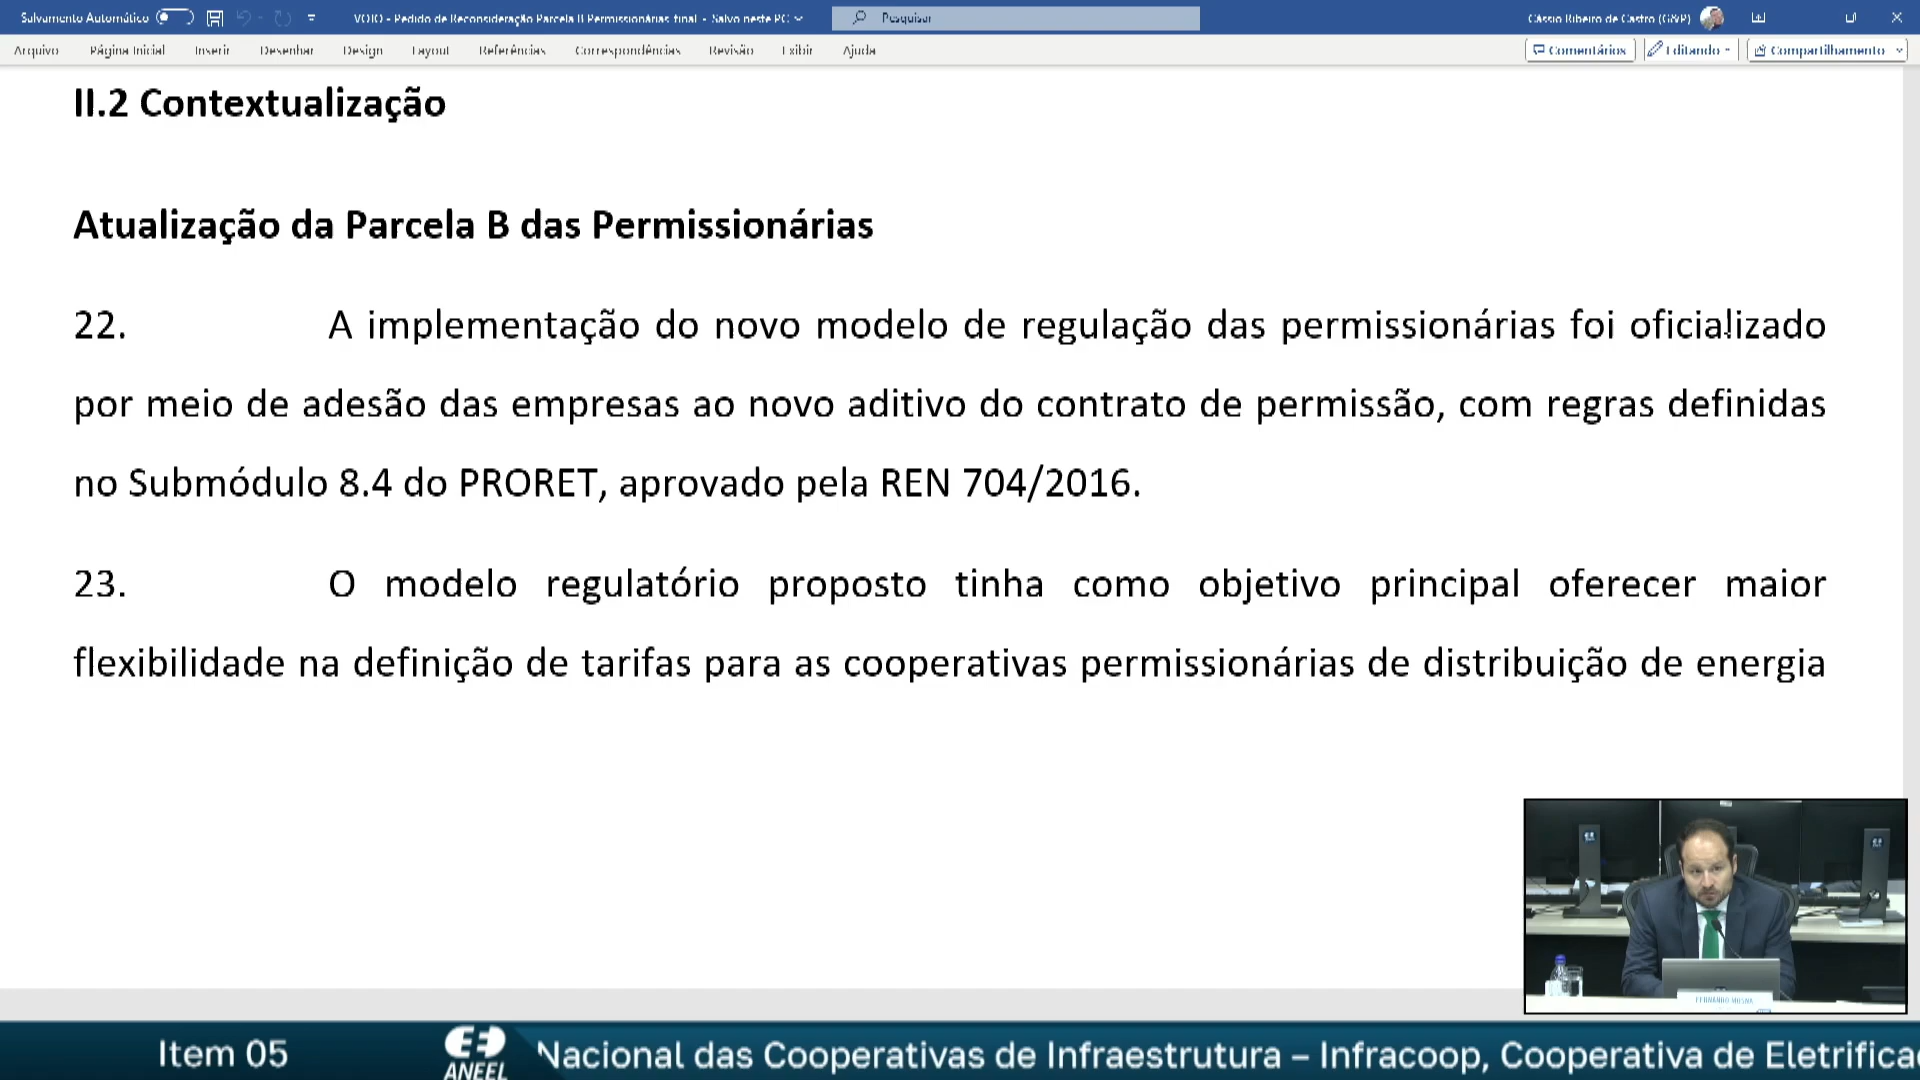 Salvamento Automático
VOTO - Pedido de Reconsideração Parcela B Permissionárias_final - Salvo neste PC
Pesquisar
Cássio Ribeiro de Castro (G&P)
Arquivo Página Inicial Inserir Desenhar Design Layout Referências Correspondências Revisão Exibir Ajuda
Comentários Editando Compartilhamento
II.2 Contextualização
Atualização da Parcela B das Permissionárias
22. A implementação do novo modelo de regulação das permissionárias foi oficializado
por meio de adesão das empresas ao novo aditivo do contrato de permissão, com regras definidas
no Submódulo 8.4 do PRORET, aprovado pela REN 704/2016.
23. O modelo regulatório proposto tinha como objetivo principal oferecer maior
flexibilidade na definição de tarifas para as cooperativas permissionárias de distribuição de energia
FERNANDO MOSNA
Item 05
ANEEL
Nacional das Cooperativas de Infraestrutura – Infracoop, Cooperativa de Eletrifica